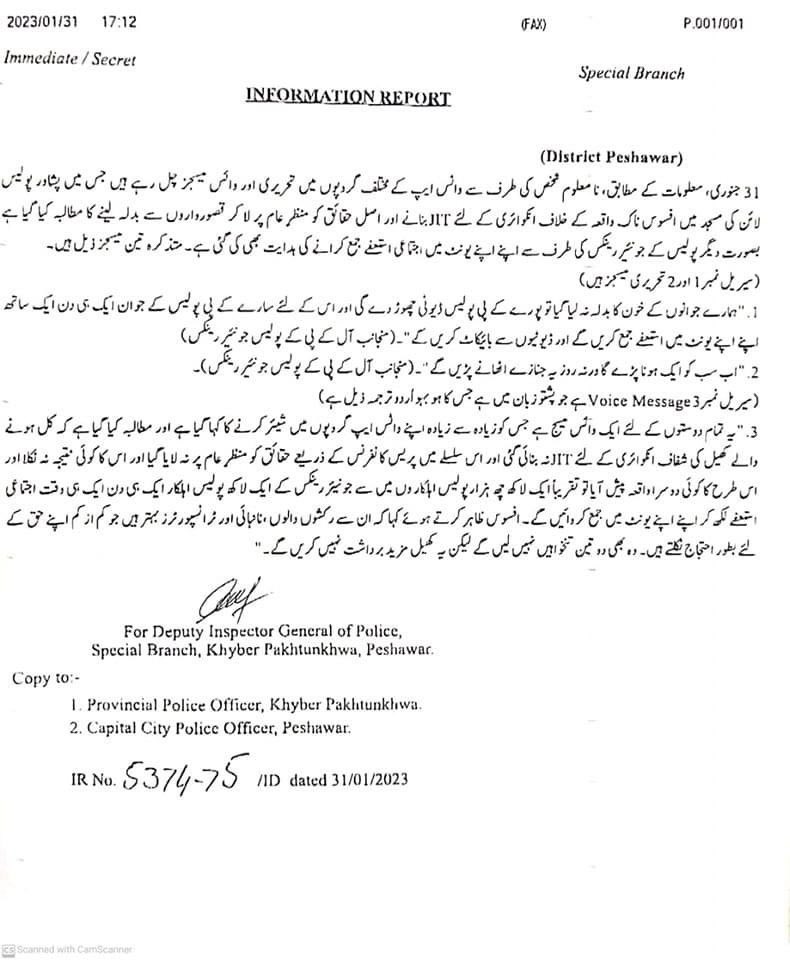 2023/01/31 17:12 (FAX) P.001/001
Immediate / Secret
Special Branch
INFORMATION REPORT
(District Peshawar)
31 جنوری، معلومات کے مطابق، نامعلوم شخص کی طرف سے واٹس ایپ کے مختلف گروپوں میں تحریری اور وائس میسجز چل رہے ہیں جس میں پشاور پولیس
لائن کی مسجد میں افسوس ناک واقعہ کے خلاف انکوائری کے لئے JIT بنانے اور اصل حقائق کو منظر عام پر لا کر قصورواروں سے بدلہ لینے کا مطالبہ کیا گیا ہے
بصورت دیگر پولیس کے جونئیر رینکس کی طرف سے اپنے اپنے یونٹ میں اجتماعی استعفے جمع کرانے کی ہدایت بھی کی گئی ہے۔ متذکرہ تین میسجز ذیل ہیں۔
(سیریل نمبر 1 اور 2 تحریری میسجز ہیں)
1. "ہمارے جوانوں کے خون کا بدلہ نہ لیا گیا تو پورے کے پی پولیس ڈیوٹی چھوڑ دے گی اور اس کے لئے سارے کے پی پولیس کے جوان ایک ہی دن ایک ساتھ
اپنے اپنے یونٹ میں استعفے جمع کریں گے اور ڈیوٹیوں سے بائیکاٹ کریں گے"۔ (منجانب آل کے پی کے پولیس جونئیر رینکس)
2. "اب سب کو ایک ہونا پڑے گا ورنہ روز یہ جنازے اٹھانے پڑیں گے"۔ (منجانب آل کے پی کے پولیس جونئیر رینکس)۔
(سیریل نمبر 3 Voice Message ہے جو پشتو زبان میں ہے جس کا ہو بہو اُردو ترجمہ ذیل ہے)
3. "یہ تمام دوستوں کے لئے ایک وائس میسج ہے جس کو زیادہ سے زیادہ اپنے واٹس ایپ گروپوں میں شیئر کرنے کا کہا گیا ہے اور مطالبہ کیا گیا ہے کہ کل ہونے
والے کھیل کی شفاف انکوائری کے لئے JIT نہ بنائی گئی اور اس سلسلے میں پریس کانفرنس کے ذریعے حقائق کو منظر عام پر نہ لایا گیا اور اس کا کوئی نتیجہ نہ نکلا اور
اس طرح کا کوئی دوسرا واقعہ پیش آیا تو تقریباً ایک لاکھ چھ ہزار پولیس اہلکاروں میں سے جونیئر رینکس کے ایک لاکھ پولیس اہلکار ایک ہی دن ایک ہی وقت اجتماعی
استعفے لکھ کر اپنے اپنے یونٹ میں جمع کروائیں گے۔ افسوس ظاہر کرتے ہوئے کہا کہ ان سے رکشوں والوں، نانبائی اور ٹرانسپورٹرز بہتر ہیں جو کم از کم اپنے حق کے
لئے بطور احتجاج نکلتے ہیں۔ وہ بھی دو تین تنخواہیں نہیں لیں گے لیکن یہ کھیل مزید برداشت نہیں کریں گے۔"
For Deputy Inspector General of Police,
Special Branch, Khyber Pakhtunkhwa, Peshawar.
Copy to:-
1. Provincial Police Officer, Khyber Pakhtunkhwa.
2. Capital City Police Officer, Peshawar.
IR No. 5374-75 /ID dated 31/01/2023
CS Scanned with CamScanner